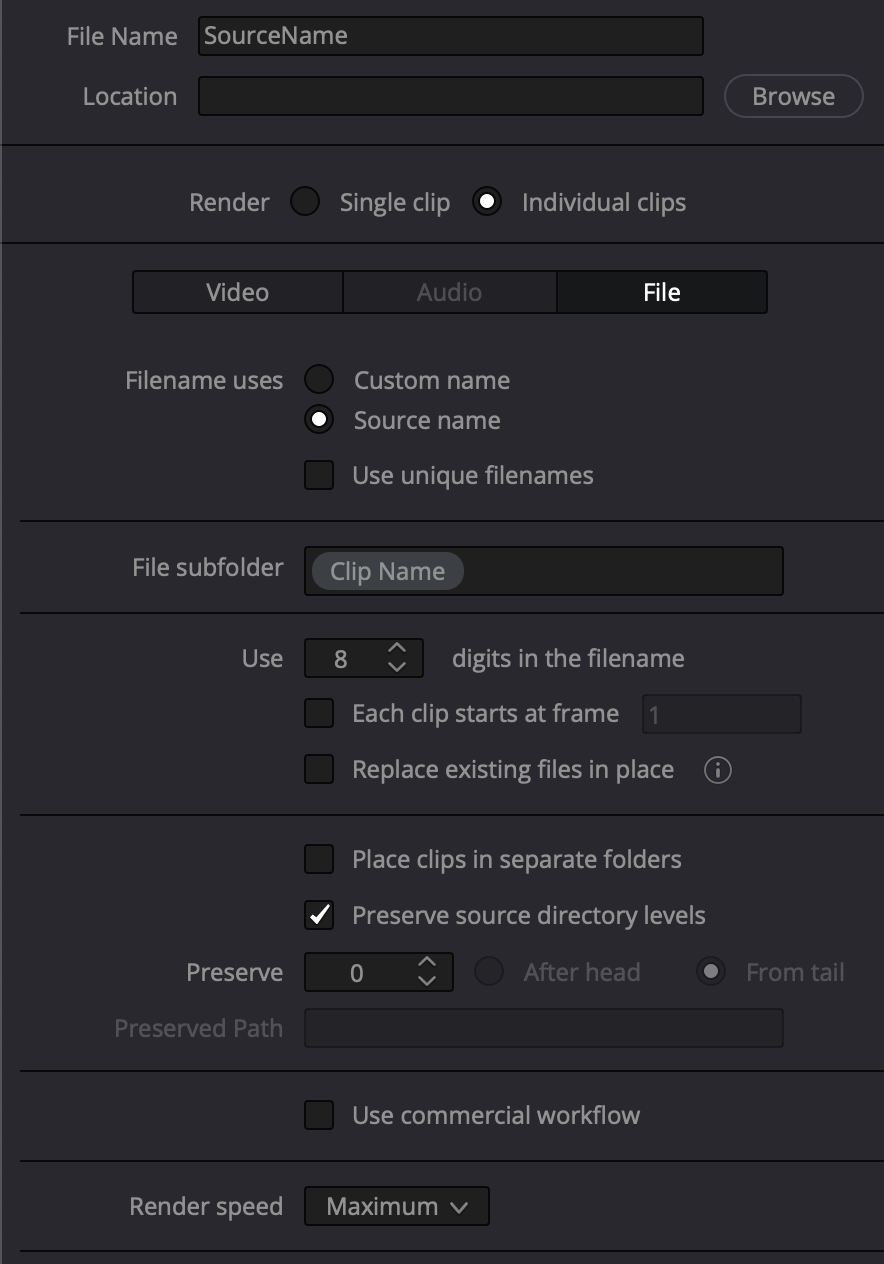 File Name SourceName
Location Browse
Render Single clip Individual clips
Video Audio File
Filename uses Custom name
Source name
Use unique filenames
File subfolder Clip Name
Use 8 digits in the filename
Each clip starts at frame 1
Replace existing files in place
Place clips in separate folders
Preserve source directory levels
Preserve 0 After head From tail
Preserved Path
Use commercial workflow
Render speed Maximum